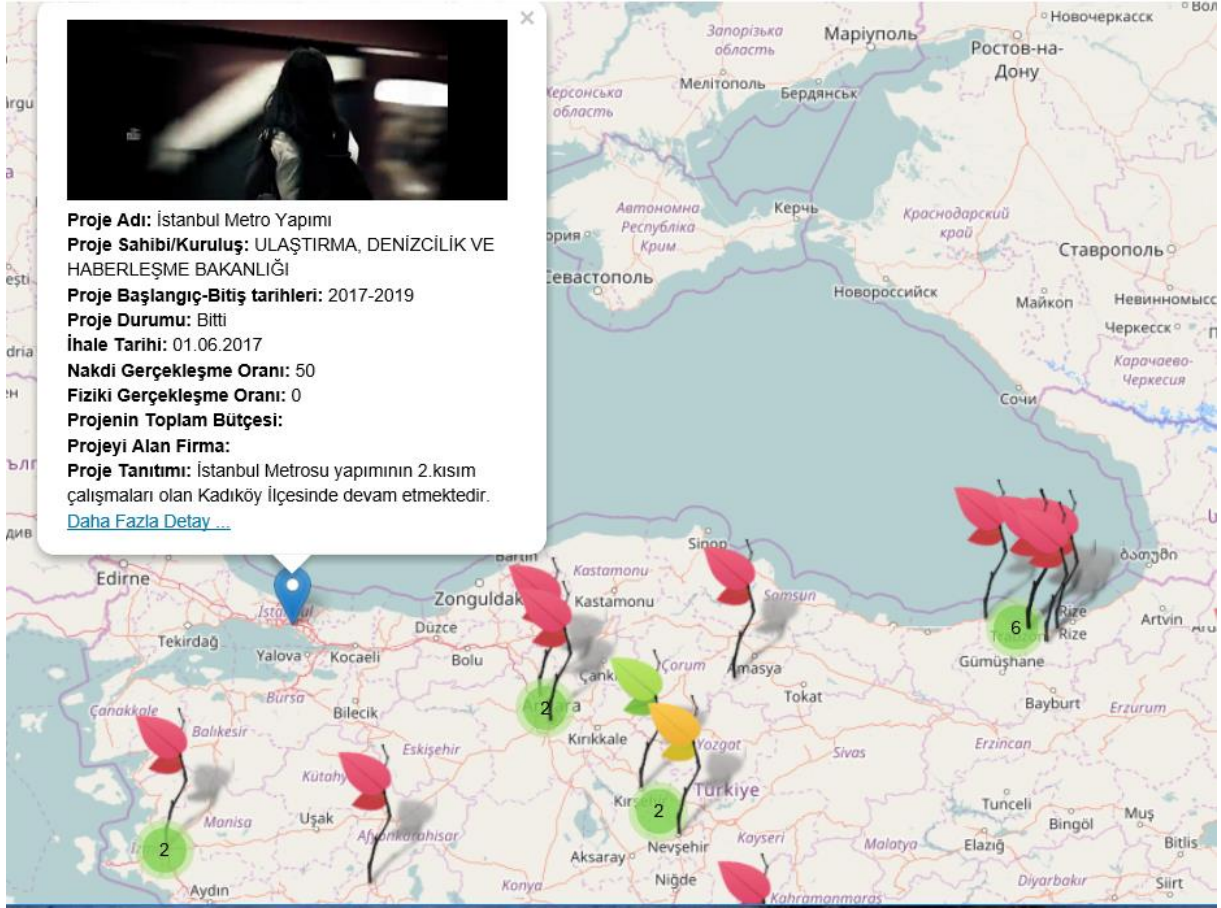 Proje Adı: İstanbul Metro Yapımı
Proje Sahibi/Kuruluş: ULAŞTIRMA, DENİZCİLİK VE
HABERLEŞME BAKANLIĞI
Proje Başlangıç-Bitiş tarihleri: 2017-2019
Proje Durumu: Bitti
İhale Tarihi: 01.06.2017
Nakdi Gerçekleşme Oranı: 50
Fiziki Gerçekleşme Oranı: 0
Projenin Toplam Bütçesi:
Projeyi Alan Firma:
Proje Tanıtımı: İstanbul Metrosu yapımının 2.kısım
çalışmaları olan Kadıköy İlçesinde devam etmektedir.
Daha Fazla Detay ...
×
Новочеркасск
Запорізька
область
Маріуполь
Ростов-на-
Дону
Мелітополь
Бердянськ
область
Автономна
Республіка
Крим
Керчь
Краснодарский
край
Ставрополь
Севастополь
Новороссийск
Майкоп
Черкесск
Карачаево-
Черкесия
Сочи
Sinop
ბათუმი
Edirne
İstanbul
Zonguldak
Kastamonu
Kastamonu
Samsun
Rize
Rize
Artvin
Tekirdağ
Yalova
Kocaeli
Düzce
Bolu
Çorum
Amasya
6
Gümüşhane
Tokat
Bayburt
Erzurum
Çanakkale
Bursa
Bilecik
2
Balıkesir
Eskişehir
Kırıkkale
Yozgat
Sivas
Erzincan
Türkiye
Tunceli
Bingöl
Muş
Manisa
Uşak
Afyonkarahisar
2
2
Aksaray
Nevşehir
Kayseri
Malatya
Elazığ
Bitlis
Aydın
Konya
Niğde
Kahramanmaraş
Diyarbakır
Siirt